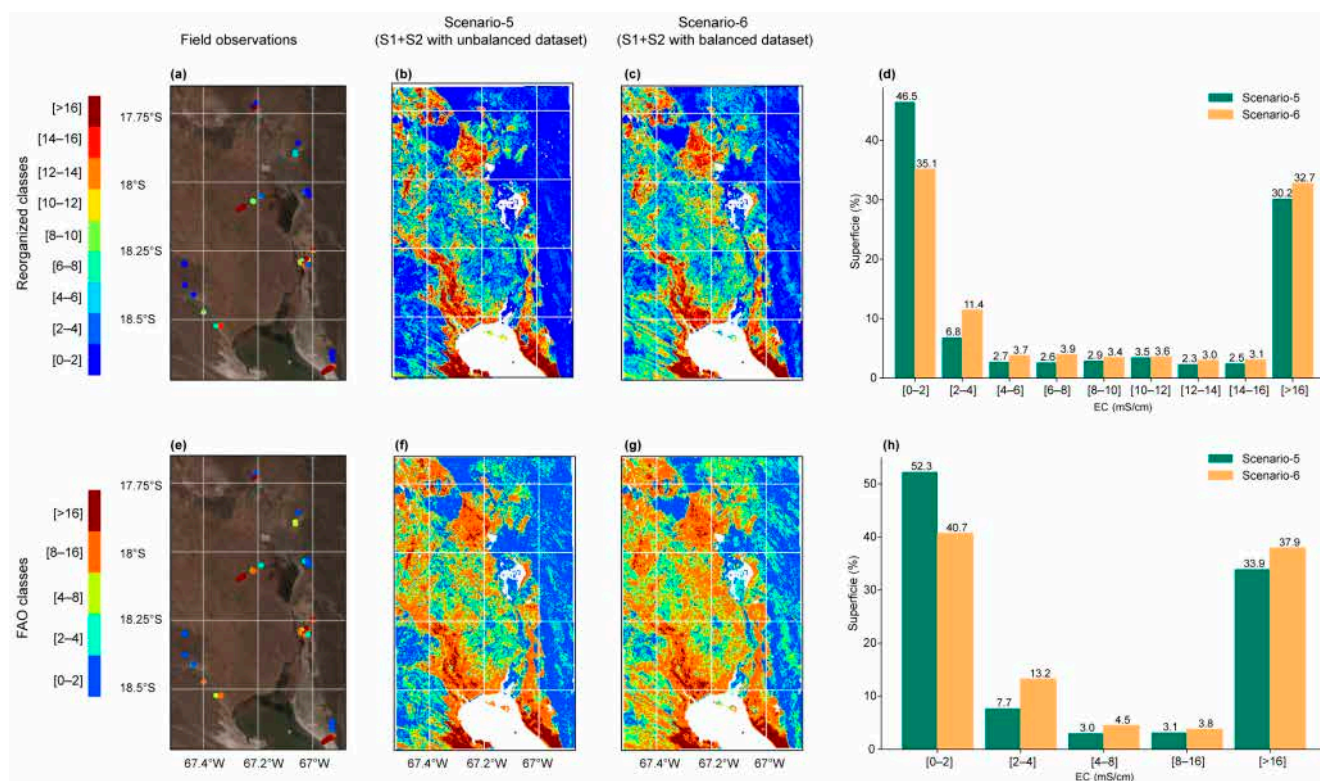 Field observations
Scenario-5
(S1+S2 with unbalanced dataset)
Scenario-6
(S1+S2 with balanced dataset)
Reorganized classes
[>16]
[14–16]
[12–14]
[10–12]
[8–10]
[6–8]
[4–6]
[2–4]
[0–2]
(a)
17.75°S
18°S
18.25°S
18.5°S
(b)
(c)
(d)
Superficie (%)
40
30
20
10
0
Scenario-5
Scenario-6
46.5
35.1
6.8
11.4
2.7
3.7
2.6
3.9
2.9
3.4
3.5
3.6
2.3
3.0
2.5
3.1
30.2
32.7
[0–2]
[2–4]
[4–6]
[6–8]
[8–10]
[10–12]
[12–14]
[14–16]
[>16]
EC (mS/cm)
FAO classes
[>16]
[8–16]
[4–8]
[2–4]
[0–2]
(e)
17.75°S
18°S
18.25°S
18.5°S
67.4°W
67.2°W
67°W
(f)
67.4°W
67.2°W
67°W
(g)
67.4°W
67.2°W
67°W
(h)
Superficie (%)
50
40
30
20
10
0
Scenario-5
Scenario-6
52.3
40.7
7.7
13.2
3.0
4.5
3.1
3.8
33.9
37.9
[0–2]
[2–4]
[4–8]
[8–16]
[>16]
EC (mS/cm)